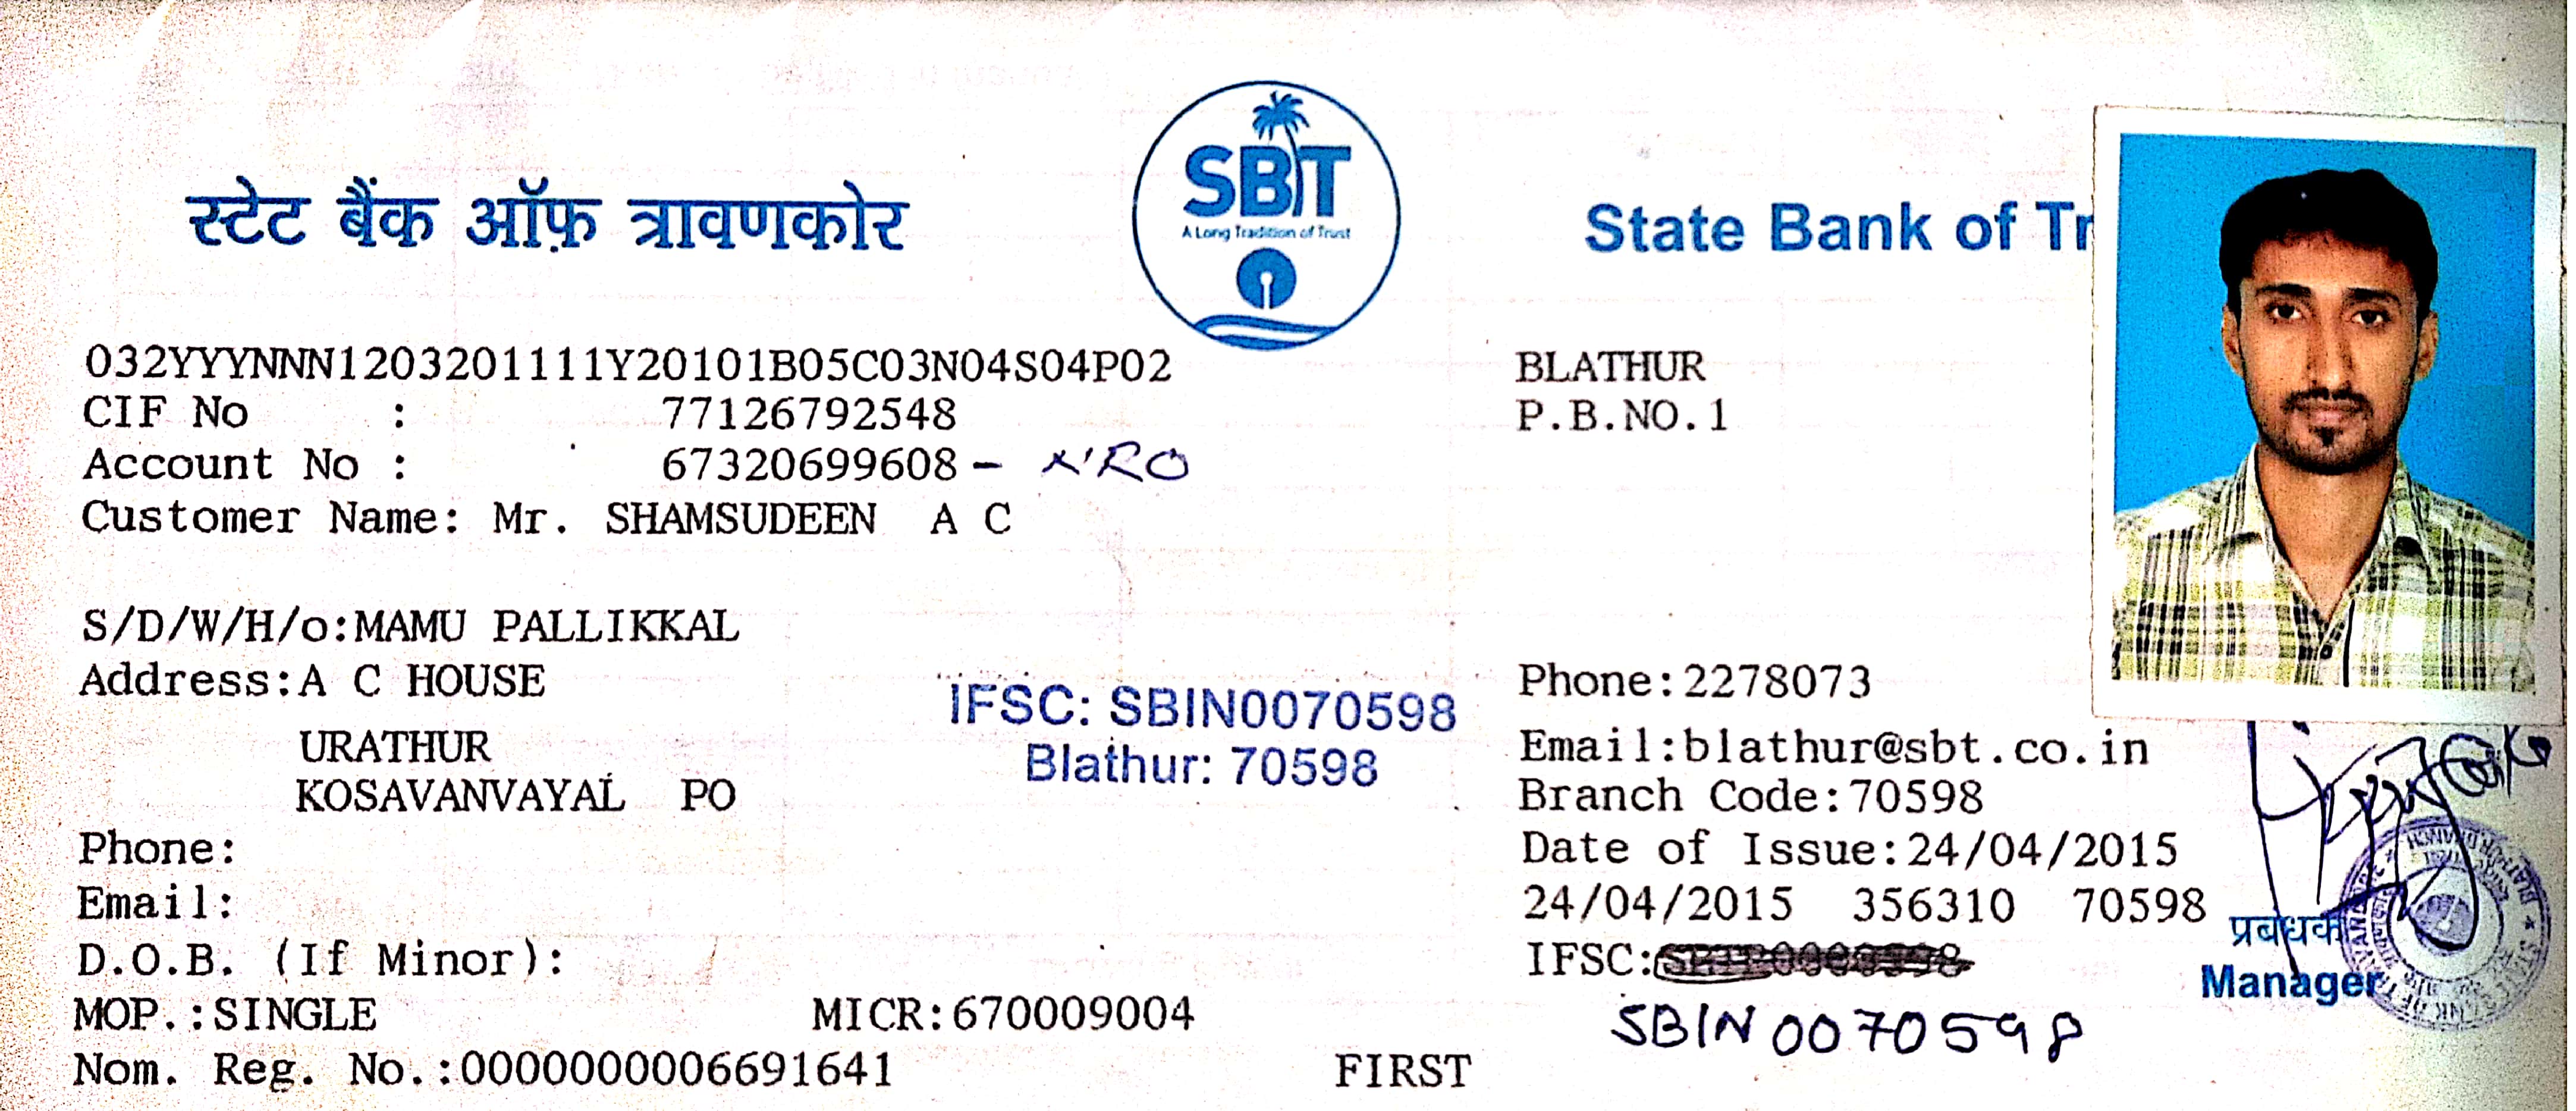 स्टेट बैंक ऑफ़ त्रावणकोर
SBT
A Long Tradition of Trust
State Bank of Tr
032YYYNNN1203201111Y20101B05C03N04S04P02
CIF No : 77126792548
Account No : 67320699608 – NRO
Customer Name: Mr. SHAMSUDEEN A C
S/D/W/H/o:MAMU PALLIKKAL
Address:A C HOUSE
URATHUR
KOSAVANVAYAL PO
Phone:
Email:
D.O.B. (If Minor):
MOP.:SINGLE MICR:670009004
Nom. Reg. No.:0000000006691641 FIRST
IFSC: SBIN0070598
Blathur: 70598
BLATHUR
P.B.NO.1
Phone:2278073
Email:blathur@sbt.co.in
Branch Code:70598
Date of Issue:24/04/2015
24/04/2015 356310 70598
IFSC:
SBIN0070598
प्रबंधक
Manager